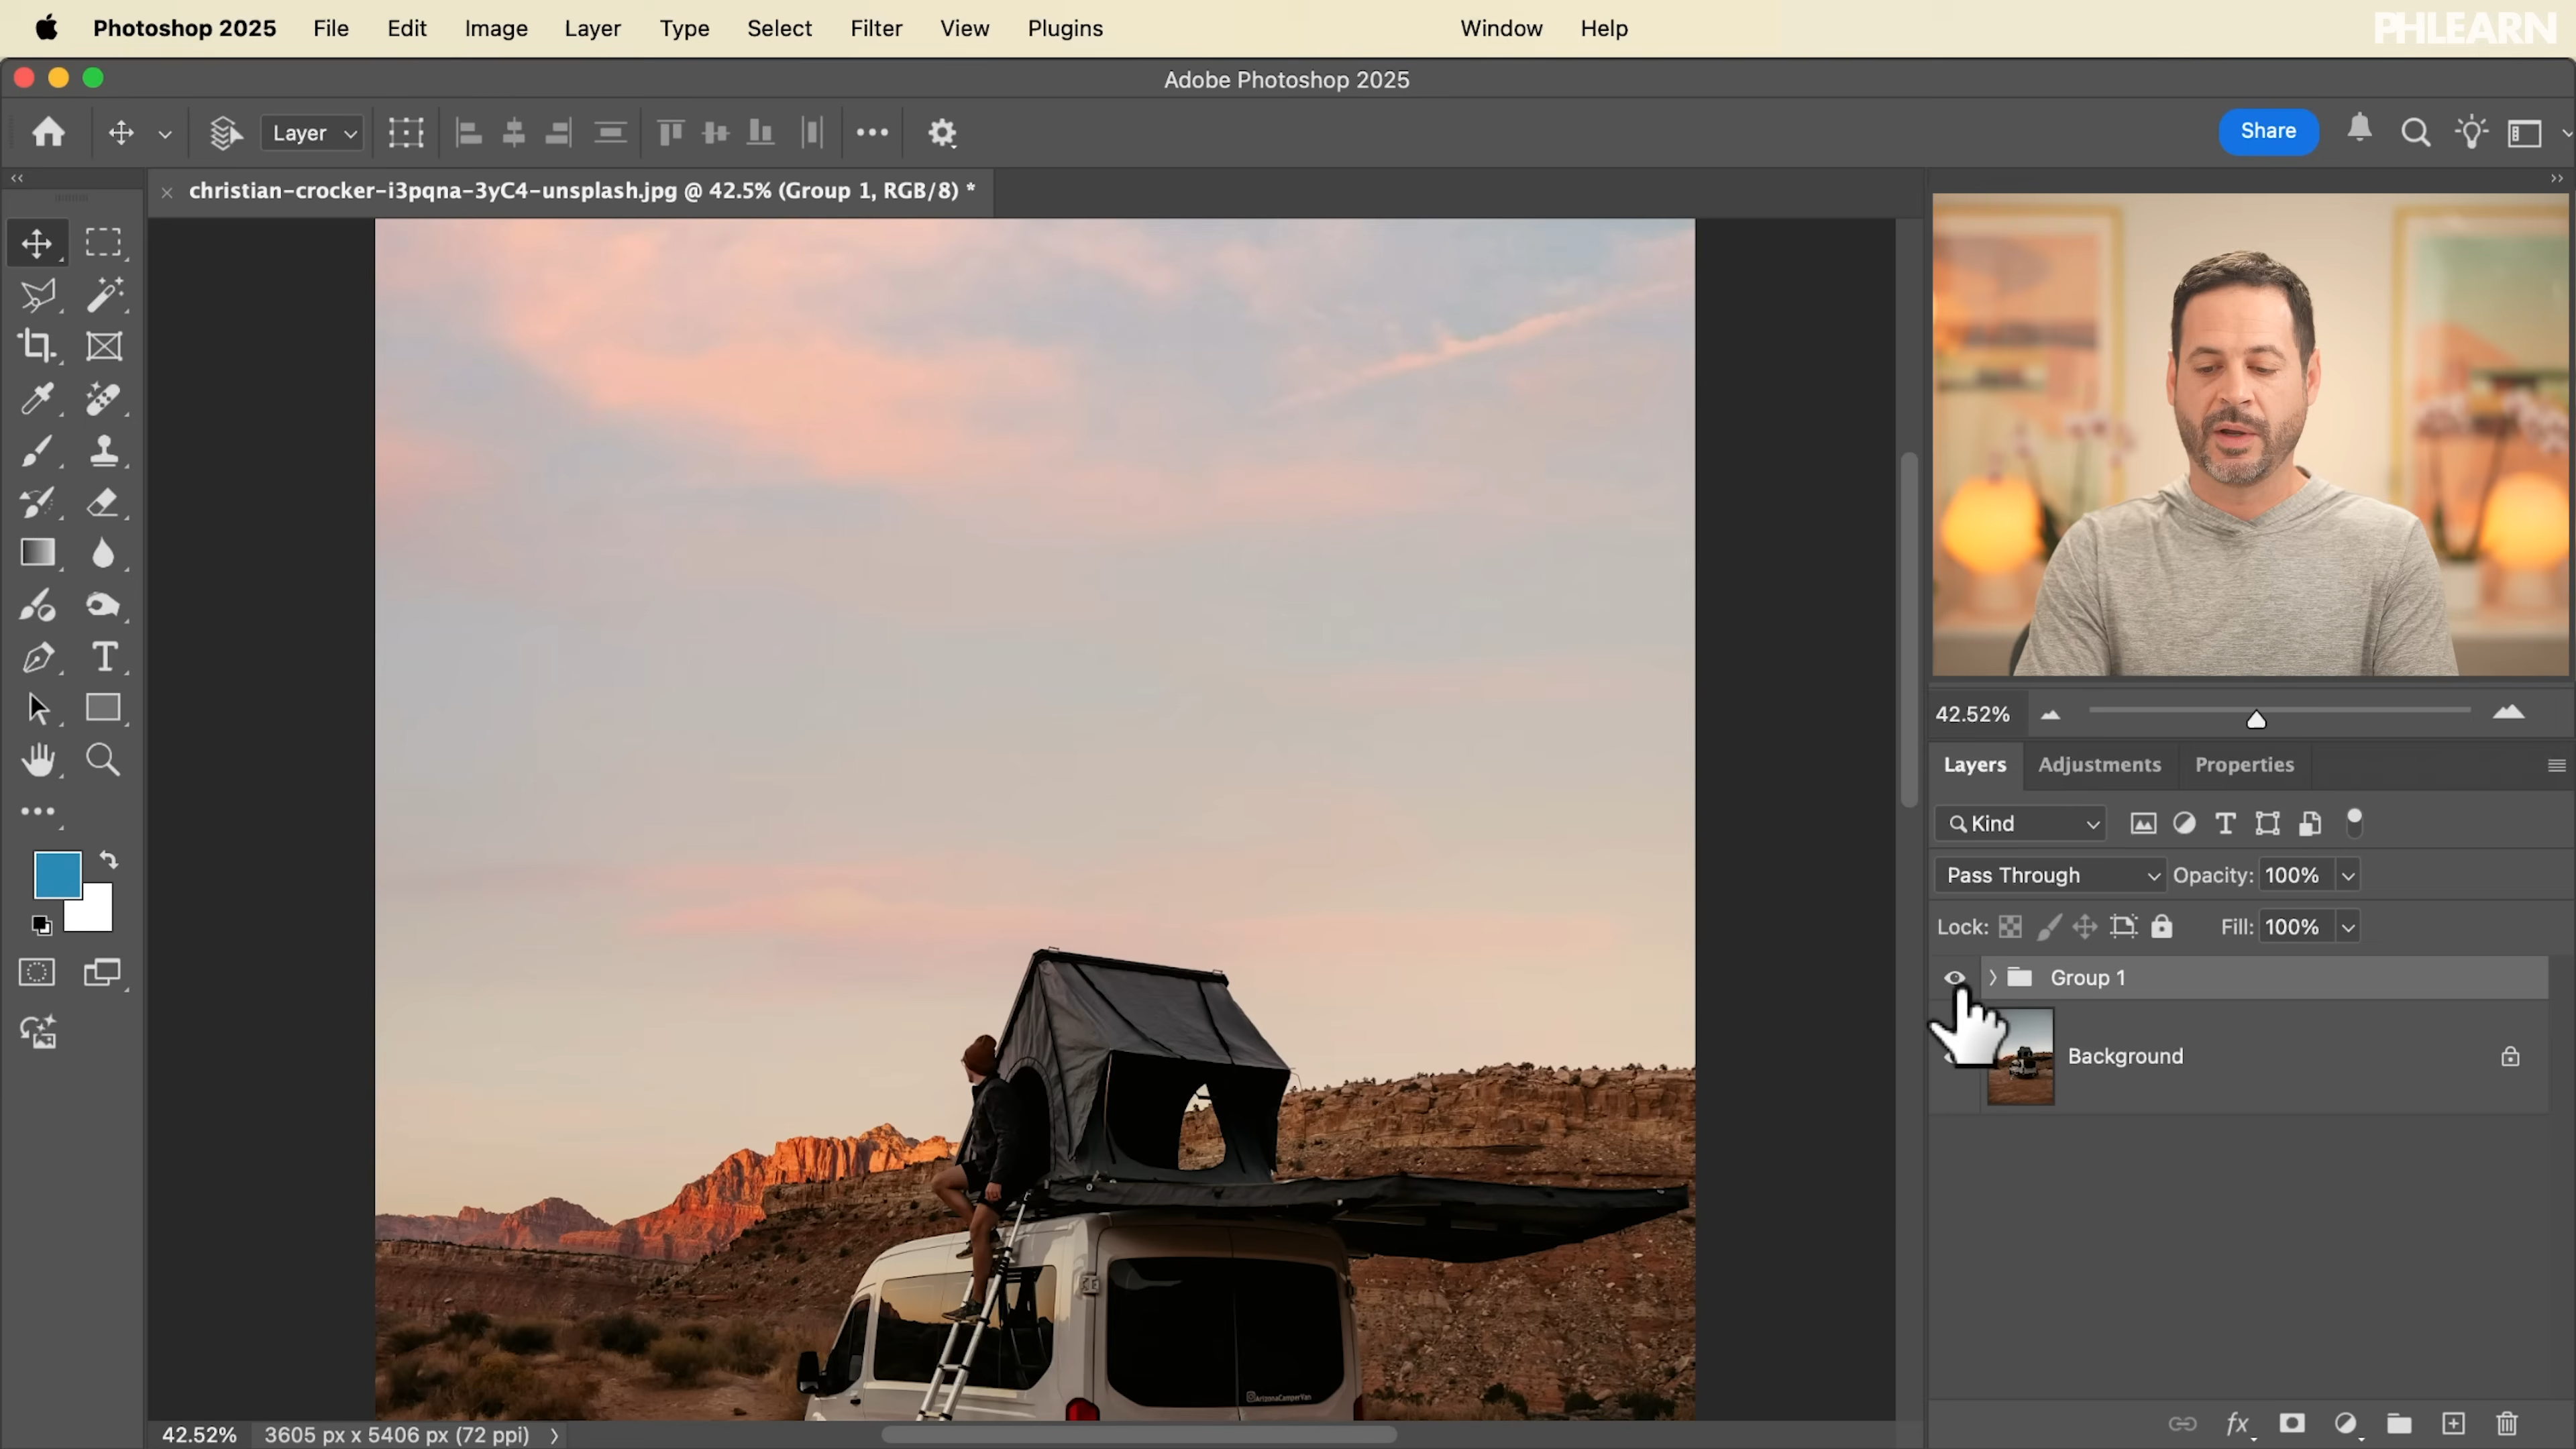 Photoshop 2025 File Edit Image Layer Type Select Filter View Plugins Window Help
PHLEARN
Adobe Photoshop 2025
Layer
Share
christian-crocker-i3pqna-3yC4-unsplash.jpg @ 42.5% (Group 1, RGB/8) *
42.52%
Layers Adjustments Properties
Kind
Pass Through Opacity: 100%
Lock: Fill: 100%
Group 1
Background
ArizonaCamperVan
fx
42.52% 3605 px x 5406 px (72 ppi)